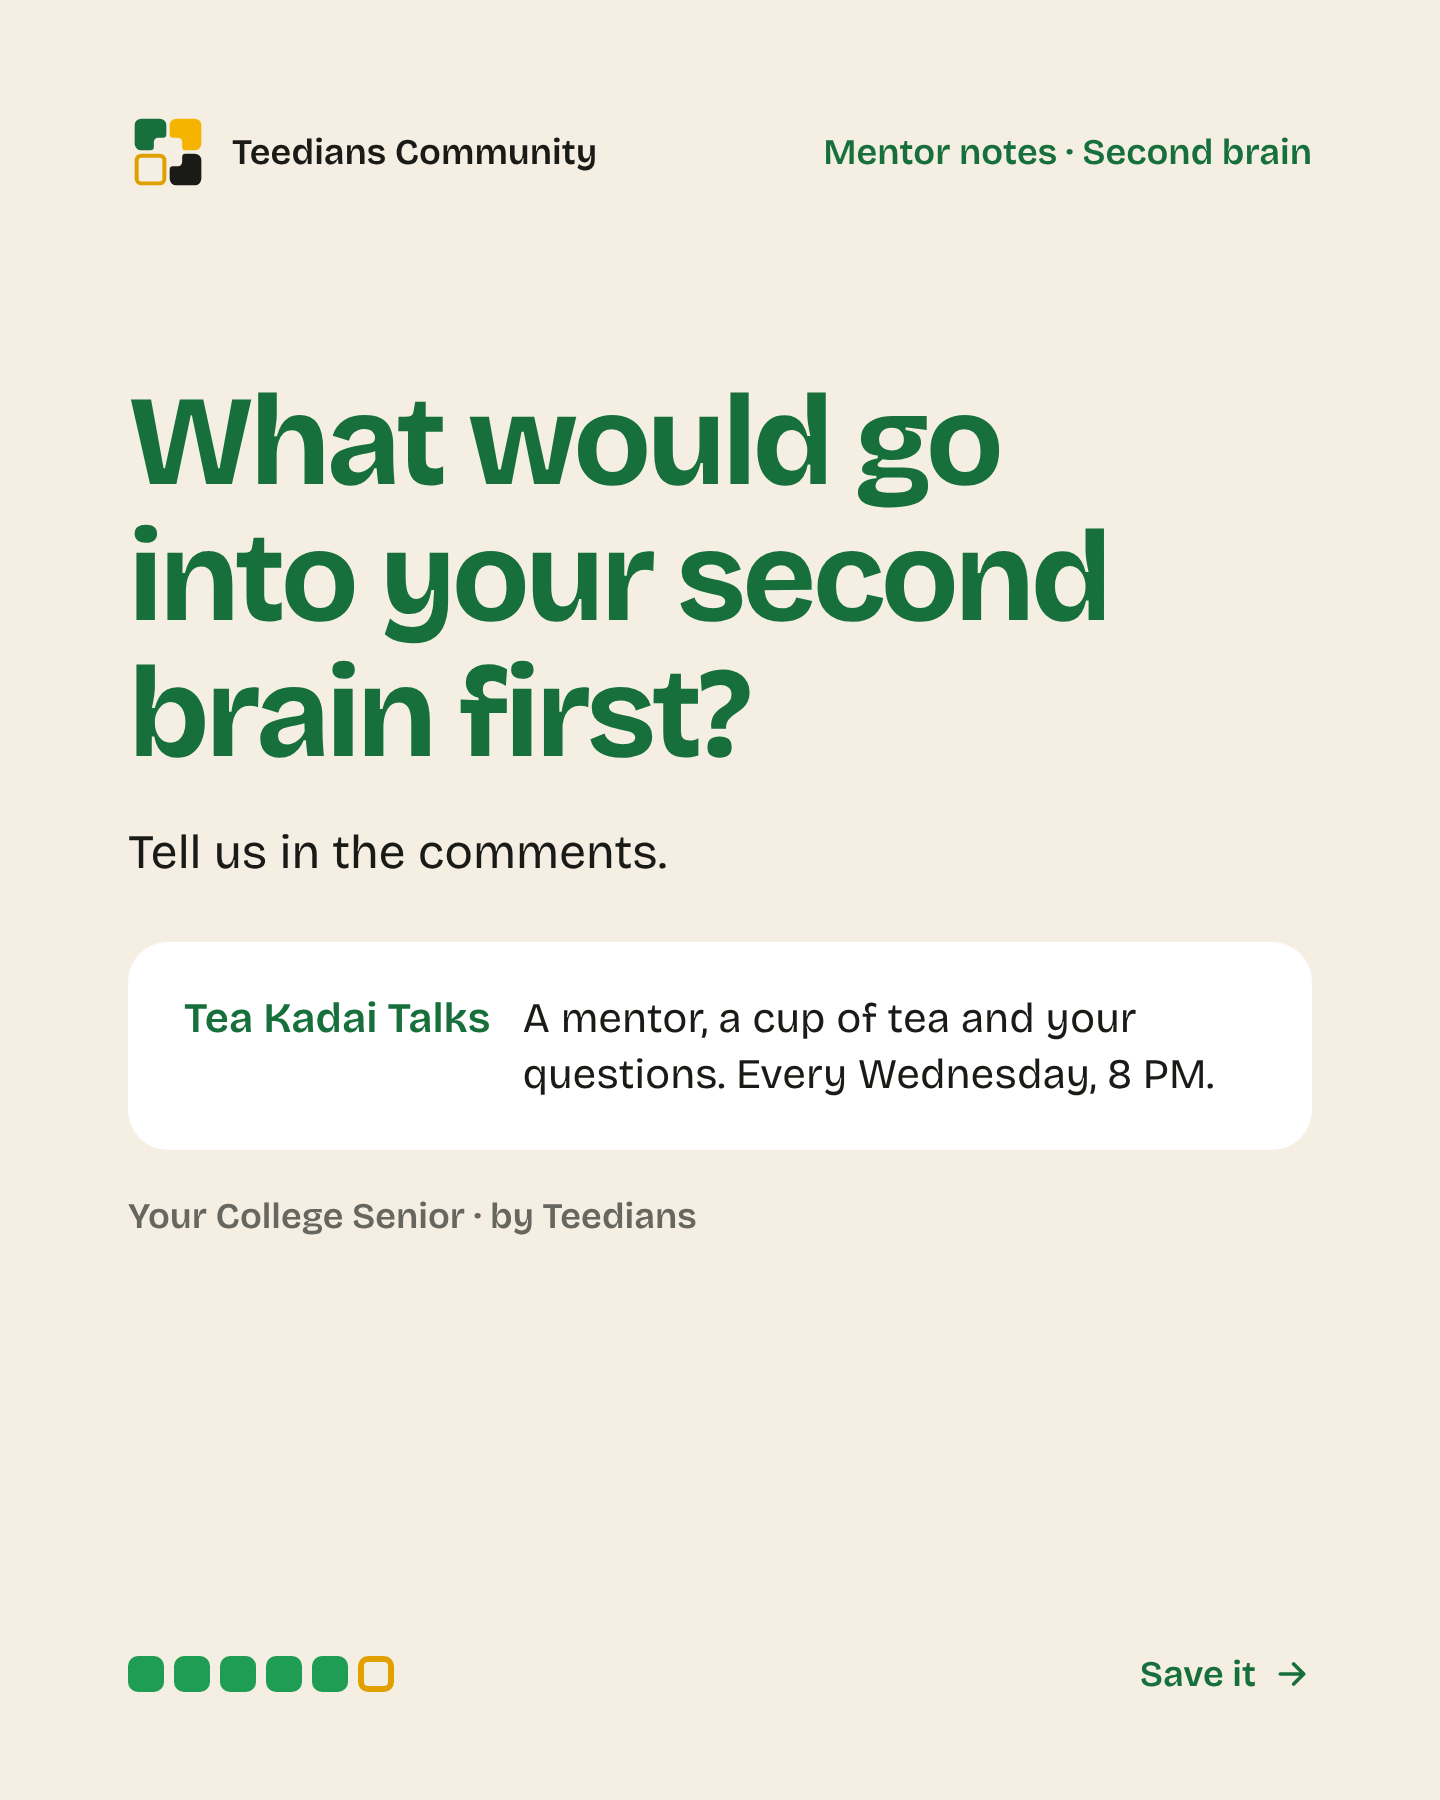 Teedians Community
Mentor notes · Second brain
What would go
into your second
brain first?
Tell us in the comments.
Tea Kadai Talks
A mentor, a cup of tea and your
questions. Every Wednesday, 8 PM.
Your College Senior · by Teedians
Save it →